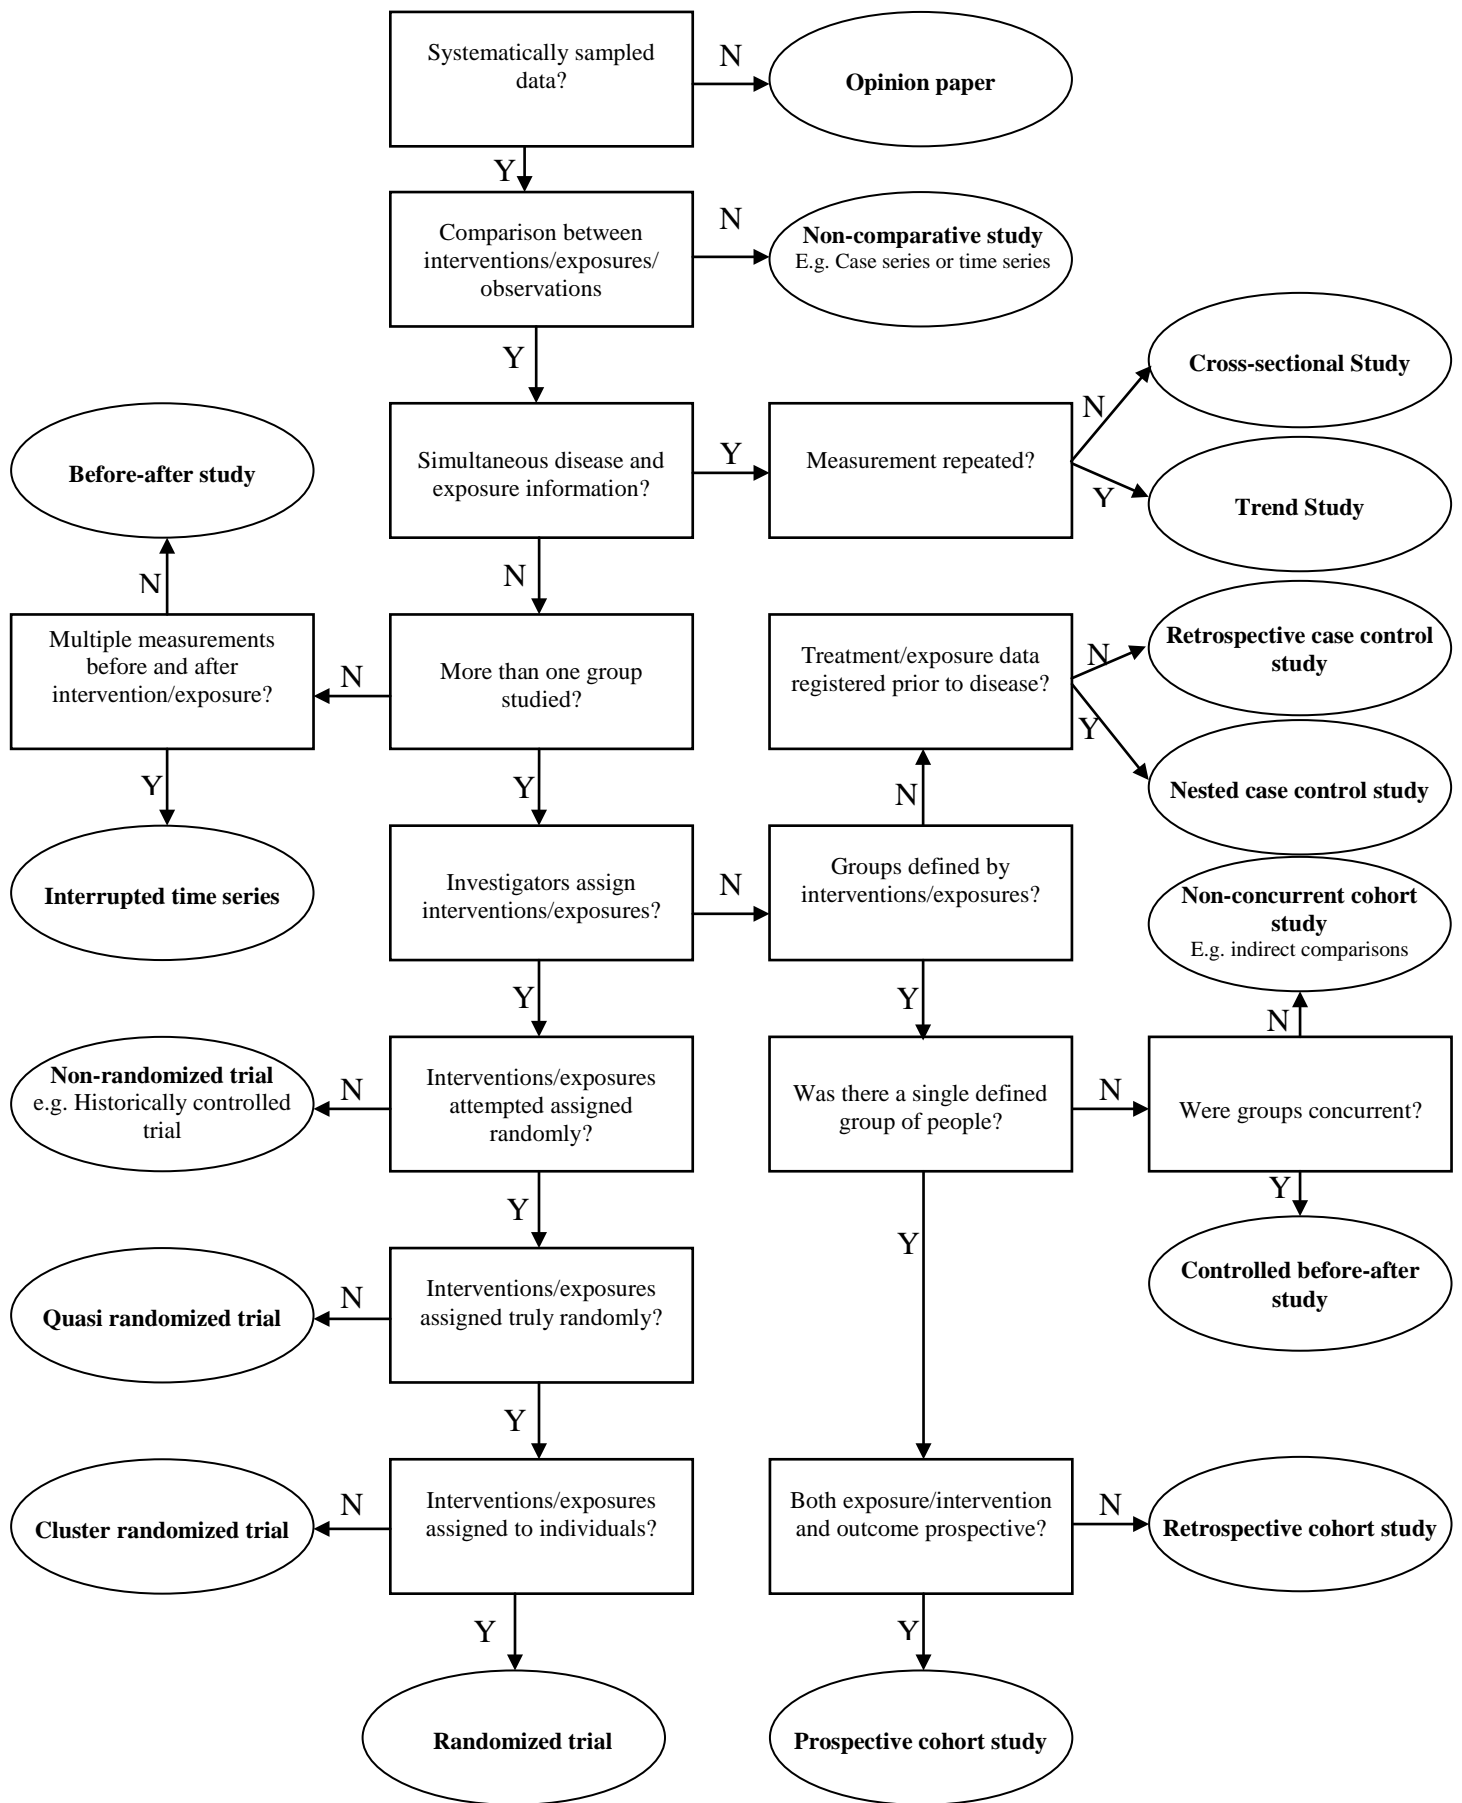 Systematically sampled
data?
N
Opinion paper
Y
Comparison between
interventions/exposures/
observations
N
Non-comparative study
E.g. Case series or time series
Y
Cross-sectional Study
N
Before-after study
Simultaneous disease and
exposure information?
Y
Measurement repeated?
Y
Trend Study
N
N
Multiple measurements
before and after
intervention/exposure?
N
More than one group
studied?
Treatment/exposure data
registered prior to disease?
N
Retrospective case control
study
Y
Nested case control study
Y
Y
N
Interrupted time series
Investigators assign
interventions/exposures?
N
Groups defined by
interventions/exposures?
Non-concurrent cohort
study
E.g. indirect comparisons
Y
Y
N
Non-randomized trial
e.g. Historically controlled
trial
N
Interventions/exposures
attempted assigned
randomly?
Was there a single defined
group of people?
N
Were groups concurrent?
Y
Y
Y
Controlled before-after
study
Quasi randomized trial
N
Interventions/exposures
assigned truly randomly?
Y
Cluster randomized trial
N
Interventions/exposures
assigned to individuals?
Both exposure/intervention
and outcome prospective?
N
Retrospective cohort study
Y
Y
Randomized trial
Prospective cohort study